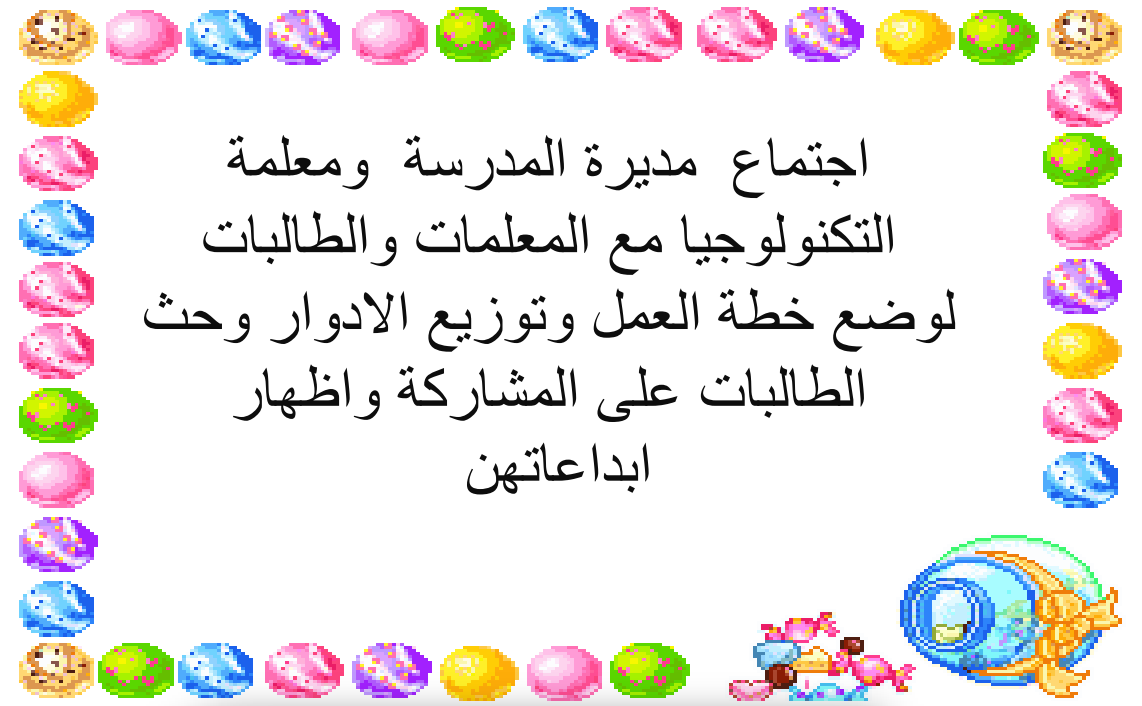 اجتماع مديرة المدرسة ومعلمة
التكنولوجيا مع المعلمات والطالبات
لوضع خطة العمل وتوزيع الادوار وحث
الطالبات على المشاركة واظهار
ابداعاتهن